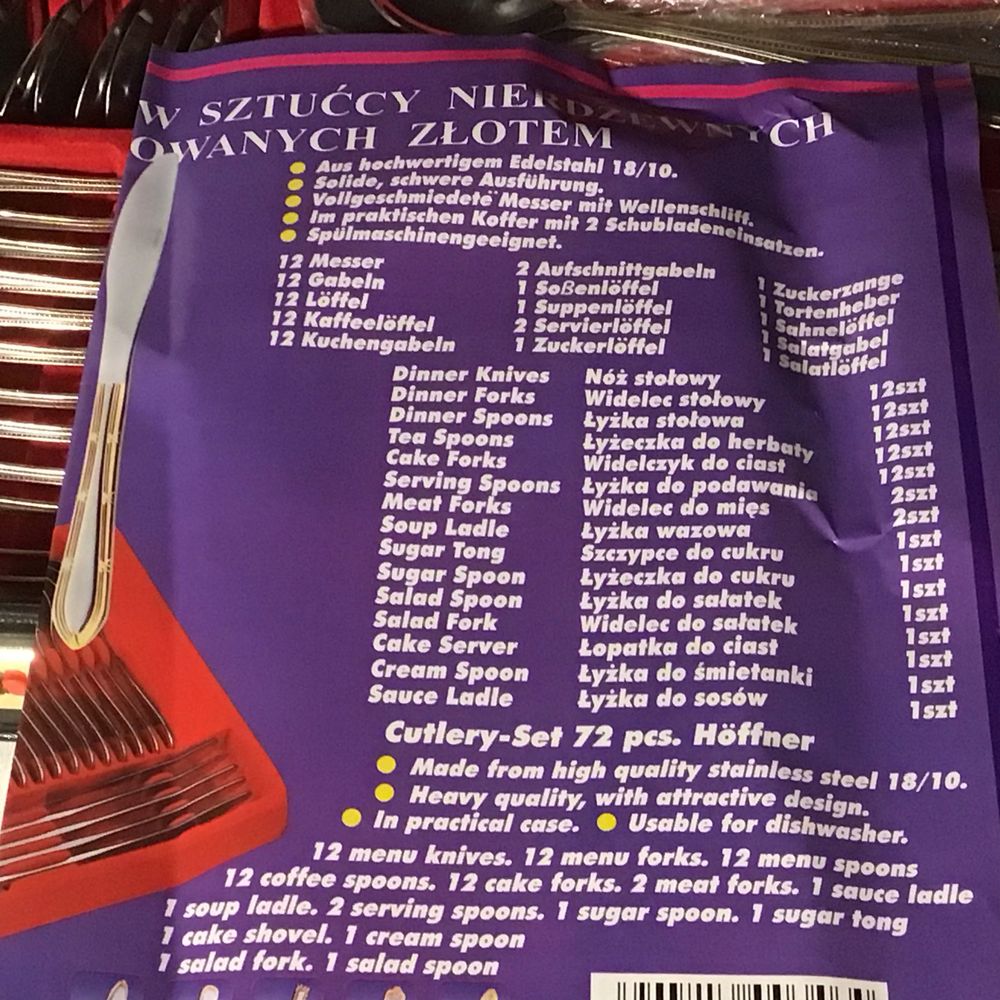 W SZTUĆCY NIERDZEWNYCH
OWANYCH ZŁOTEM
Aus hochwertigem Edelstahl 18/10.
Solide, schwere Ausführung.
Vollgeschmiedete Messer mit Wellenschliff.
Im praktischen Koffer mit 2 Schubladeneinsatzen.
Spülmaschinengeeignet.
12 Messer
12 Gabeln
12 Löffel
12 Kaffeelöffel
12 Kuchengabeln
2 Aufschnittgabeln
1 Soßenlöffel
1 Suppenlöffel
2 Servierlöffel
1 Zuckerlöffel
1 Zuckerzange
1 Tortenheber
1 Sahnelöffel
1 Salatgabel
1 Salatlöffel
Dinner Knives Nóż stołowy 12szt
Dinner Forks Widelec stołowy 12szt
Dinner Spoons Łyżka stołowa 12szt
Tea Spoons Łyżeczka do herbaty 12szt
Cake Forks Widelczyk do ciast 12szt
Serving Spoons Łyżka do podawania 2szt
Meat Forks Widelec do mięs 2szt
Soup Ladle Łyżka wazowa 1szt
Sugar Tong Szczypce do cukru 1szt
Sugar Spoon Łyżeczka do cukru 1szt
Salad Spoon Łyżka do sałatek 1szt
Salad Fork Widelec do sałatek 1szt
Cake Server Łopatka do ciast 1szt
Cream Spoon Łyżka do śmietanki 1szt
Sauce Ladle Łyżka do sosów 1szt
Cutlery-Set 72 pcs. Höffner
Made from high quality stainless steel 18/10.
Heavy quality, with attractive design.
In practical case. Usable for dishwasher.
12 menu knives. 12 menu forks. 12 menu spoons
12 coffee spoons. 12 cake forks. 2 meat forks. 1 sauce ladle
1 soup ladle. 2 serving spoons. 1 sugar spoon. 1 sugar tong
1 cake shovel. 1 cream spoon
1 salad fork. 1 salad spoon